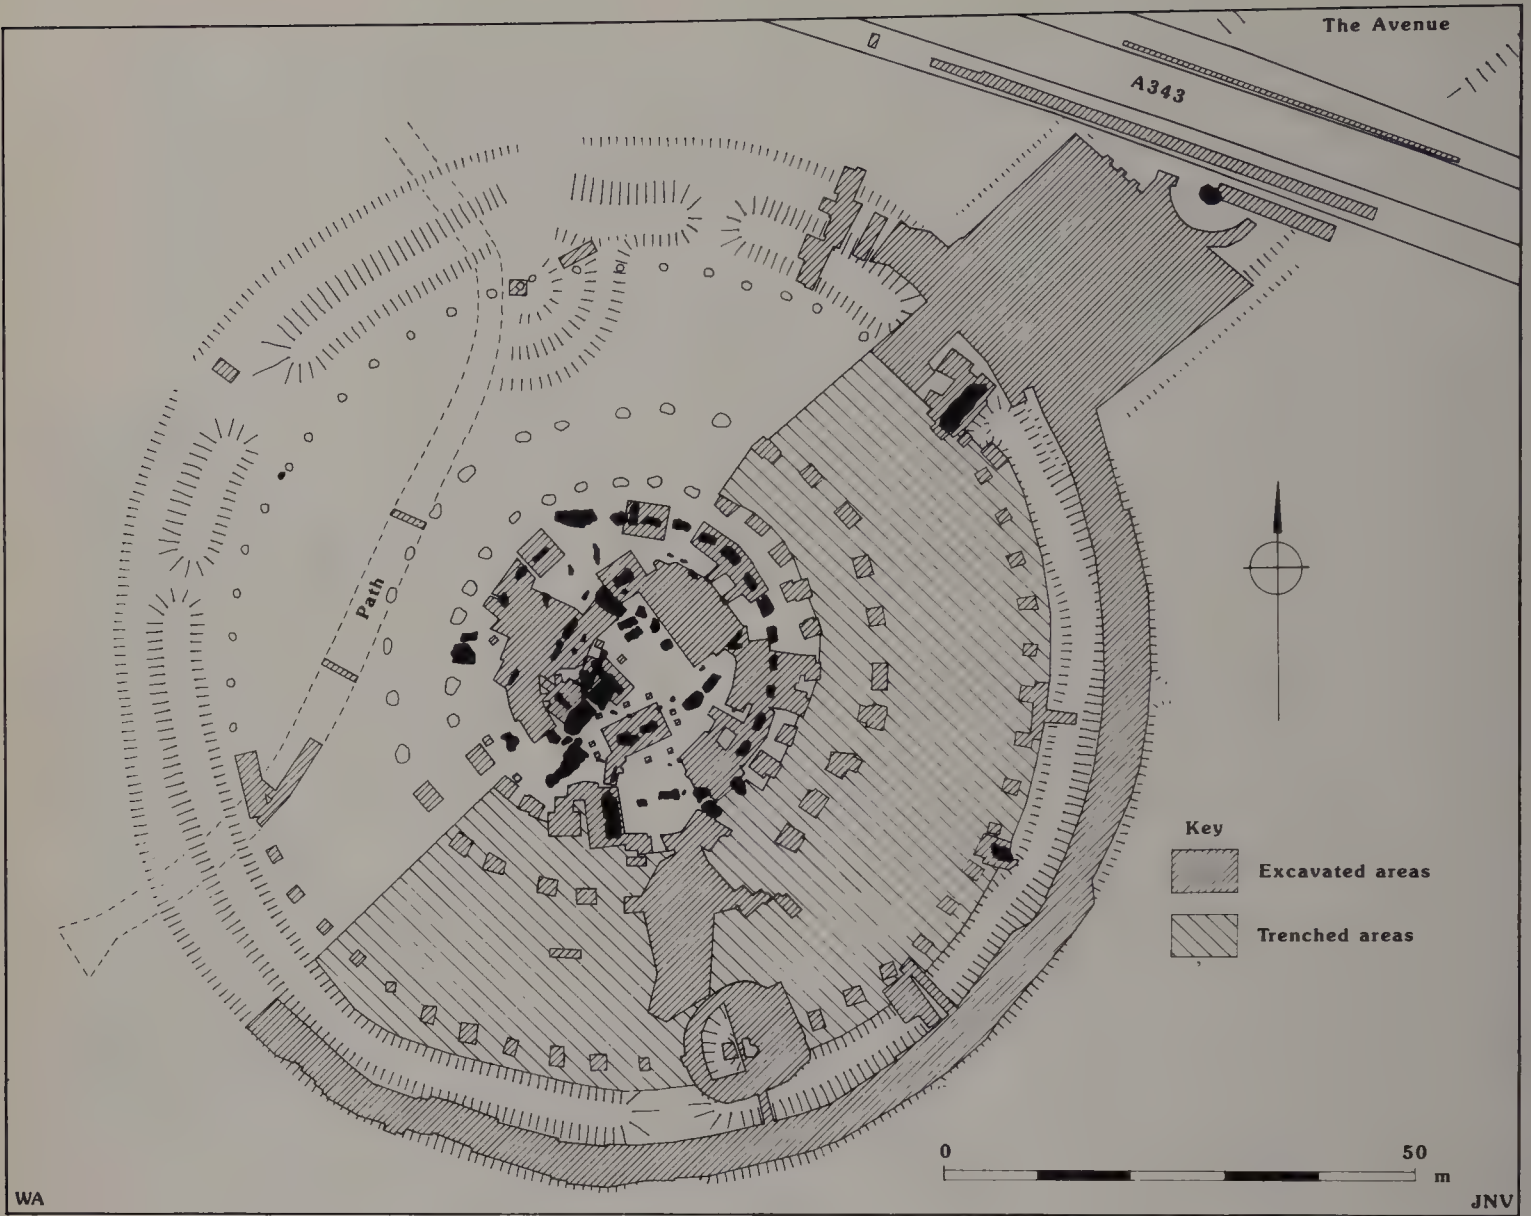 The Avenue
A343
Path
Key
Excavated areas
Trenched areas
0 50
m
WA
JNV